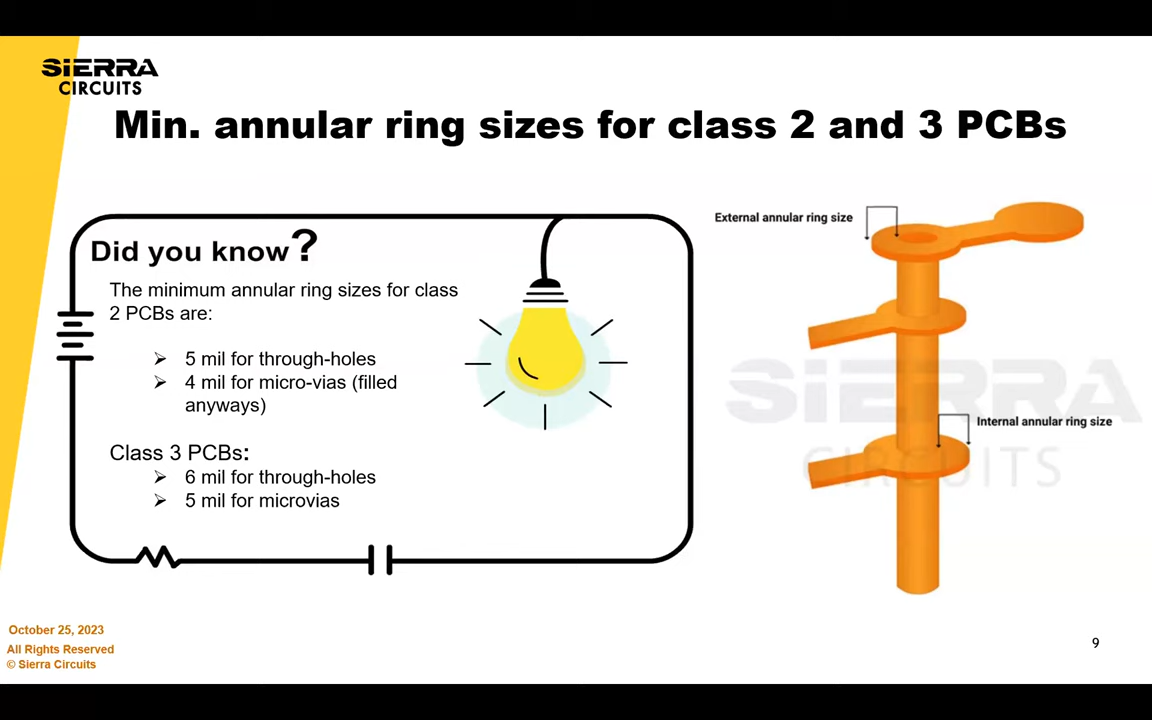 SIERRA
CIRCUITS
Min. annular ring sizes for class 2 and 3 PCBs
Did you know?
The minimum annular ring sizes for class
2 PCBs are:
➢ 5 mil for through-holes
➢ 4 mil for micro-vias (filled
anyways)
Class 3 PCBs:
➢ 6 mil for through-holes
➢ 5 mil for microvias
External annular ring size
SIERRA
CIRCUITS
Internal annular ring size
October 25, 2023
All Rights Reserved
© Sierra Circuits
9